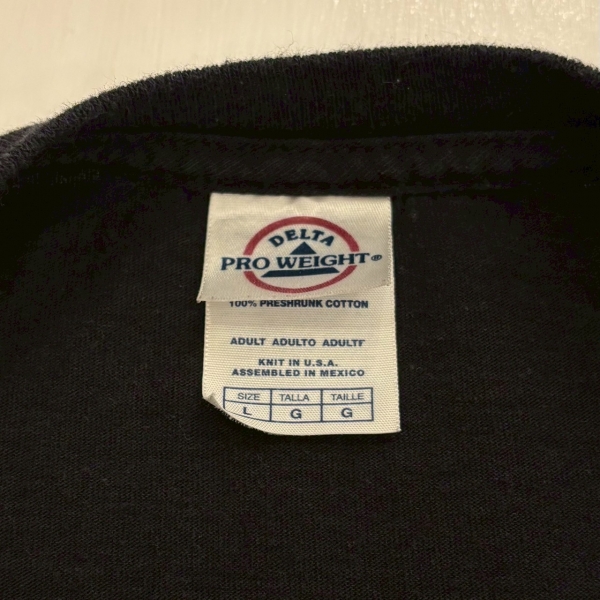 DELTA
PRO WEIGHT®
100% PRESHRUNK COTTON
ADULT ADULTO ADULTE
KNIT IN U.S.A.
ASSEMBLED IN MEXICO
SIZE TALLA TAILLE
L G G